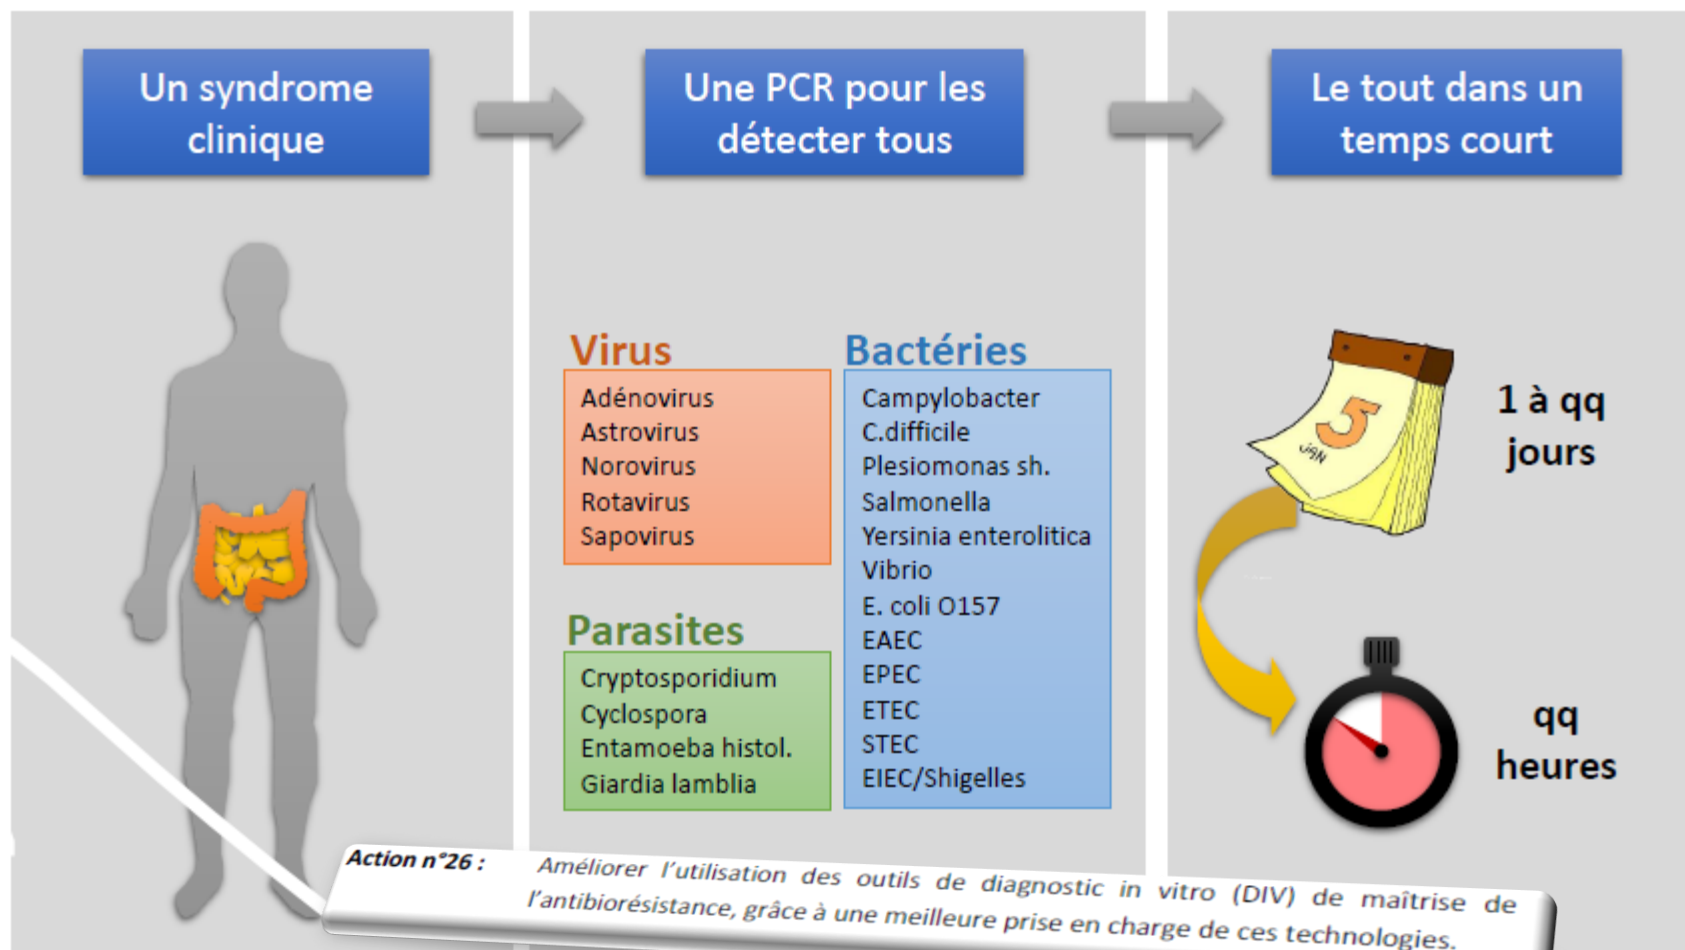 Un syndrome
clinique
Une PCR pour les
détecter tous
Le tout dans un
temps court
Virus
Adénovirus
Astrovirus
Norovirus
Rotavirus
Sapovirus
Parasites
Cryptosporidium
Cyclospora
Entamoeba histol.
Giardia lamblia
Bactéries
Campylobacter
C.difficile
Plesiomonas sh.
Salmonella
Yersinia enterolitica
Vibrio
E. coli O157
EAEC
EPEC
ETEC
STEC
EIEC/Shigelles
5
JAN
1 à qq
jours
qq
heures
Action n°26 : Améliorer l'utilisation des outils de diagnostic in vitro (DIV) de maîtrise de
l'antibiorésistance, grâce à une meilleure prise en charge de ces technologies.